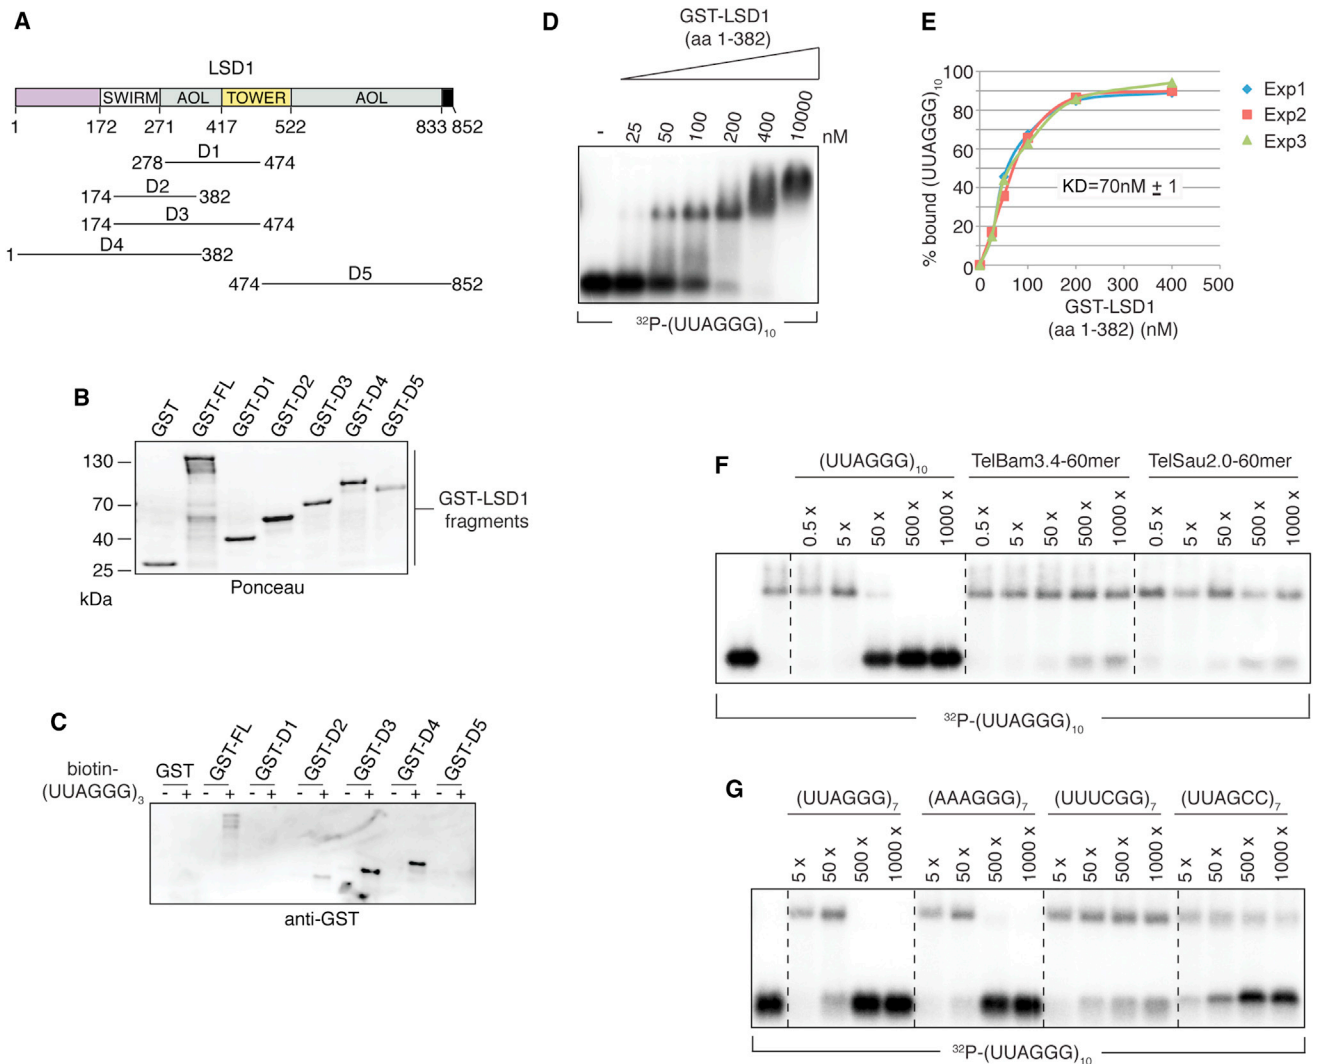 A
LSD1
SWIRM AOL TOWER AOL
1 172 271 417 522 833 852
D1
278 474
D2
174 382
D3
174 474
D4
1 382
D5
474 852
B
GST GST-FL GST-D1 GST-D2 GST-D3 GST-D4 GST-D5
130
70
40
25
kDa
GST-LSD1
fragments
Ponceau
C
biotin-
(UUAGGG)3
GST GST-FL GST-D1 GST-D2 GST-D3 GST-D4 GST-D5
- + - + - + - + - + - + - +
anti-GST
D
GST-LSD1
(aa 1-382)
- 25 50 100 200 400 10000 nM
32P-(UUAGGG)10
E
% bound (UUAGGG)10
100
80
60
40
20
0
0 100 200 300 400 500
KD=70nM ± 1
Exp1
Exp2
Exp3
GST-LSD1
(aa 1-382) (nM)
F
(UUAGGG)10 TelBam3.4-60mer TelSau2.0-60mer
0.5 x 5 x 50 x 500 x 1000 x 0.5 x 5 x 50 x 500 x 1000 x 0.5 x 5 x 50 x 500 x 1000 x
32P-(UUAGGG)10
G
(UUAGGG)7 (AAAGGG)7 (UUUCGG)7 (UUAGCC)7
5 x 50 x 500 x 1000 x 5 x 50 x 500 x 1000 x 5 x 50 x 500 x 1000 x 5 x 50 x 500 x 1000 x
32P-(UUAGGG)10